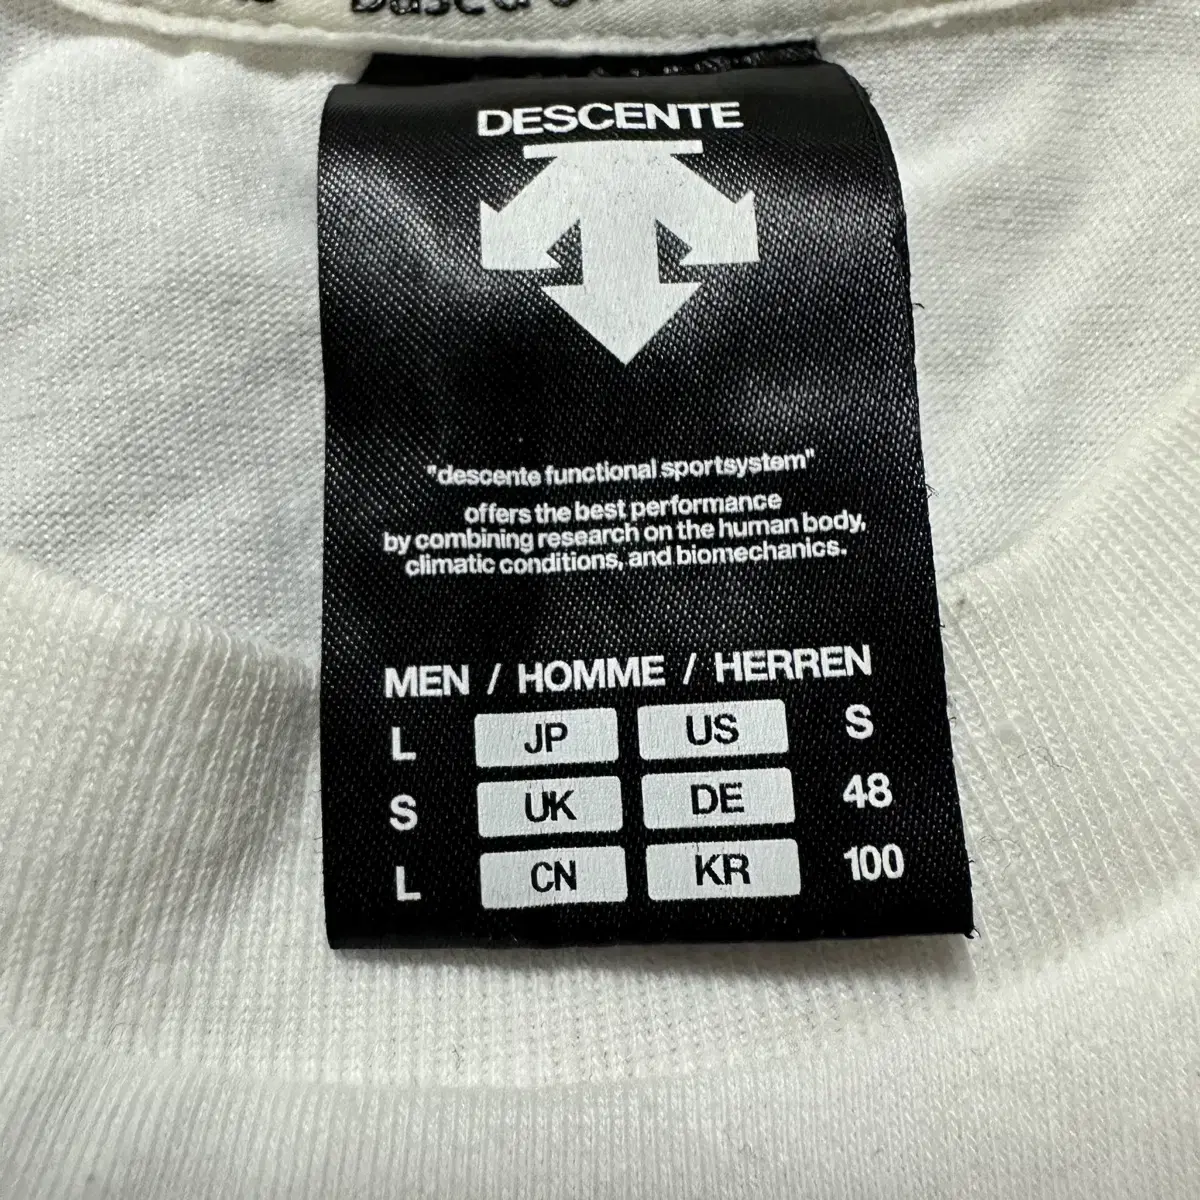 DESCENTE
"descente functional sportsystem"
offers the best performance
by combining research on the human body,
climatic conditions, and biomechanics.
MEN / HOMME / HERREN
L JP US S
S UK DE 48
L CN KR 100